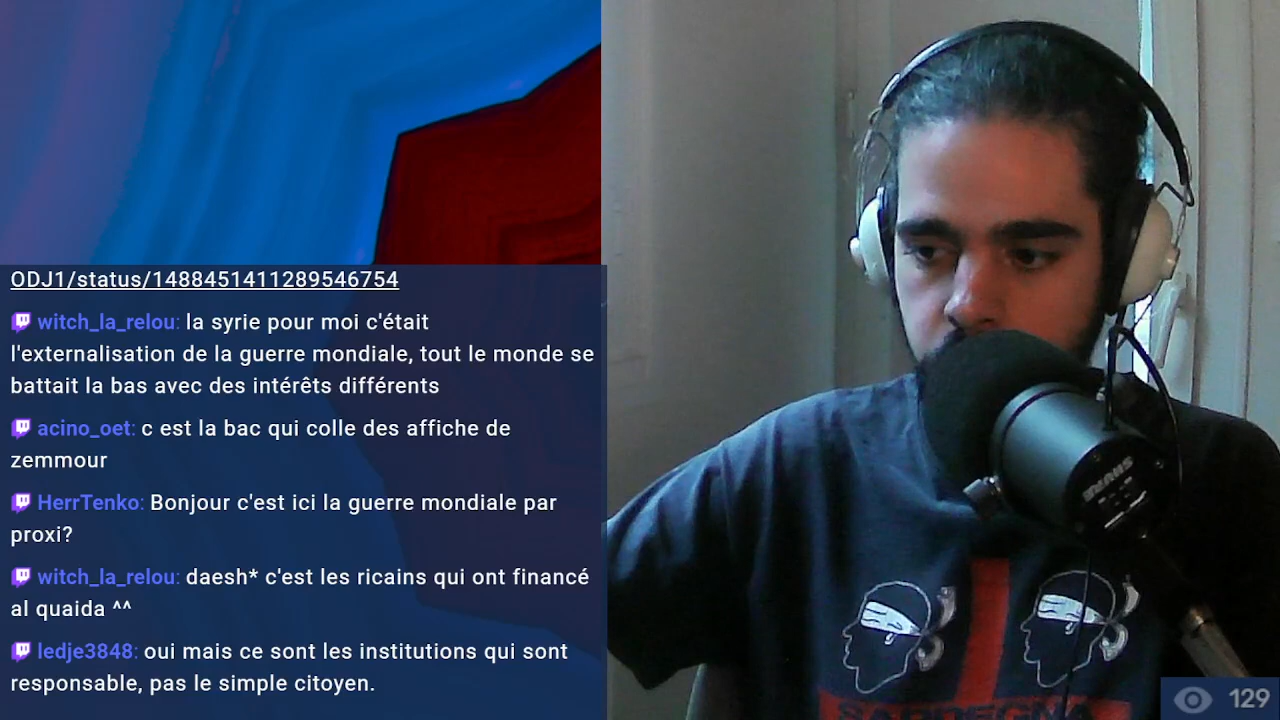 ODJ1/status/1488451411289546754
witch_la_relou: la syrie pour moi c'était
l'externalisation de la guerre mondiale, tout le monde se
battait la bas avec des intérêts différents
acino_oet: c est la bac qui colle des affiche de
zemmour
HerrTenko: Bonjour c'est ici la guerre mondiale par
proxi?
witch_la_relou: daesh* c'est les ricains qui ont financé
al quaida ^^
ledje3848: oui mais ce sont les institutions qui sont
responsable, pas le simple citoyen.
SHURE
SARDEGNA
129